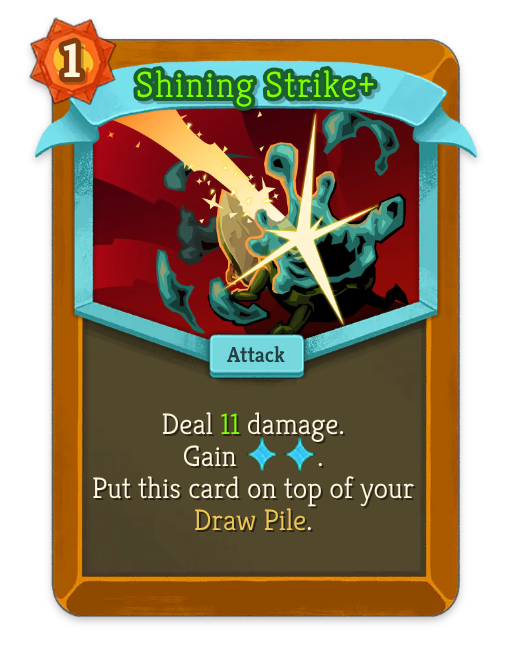 1
Shining Strike+
Attack
Deal 11 damage.
Gain .
Put this card on top of your
Draw Pile.